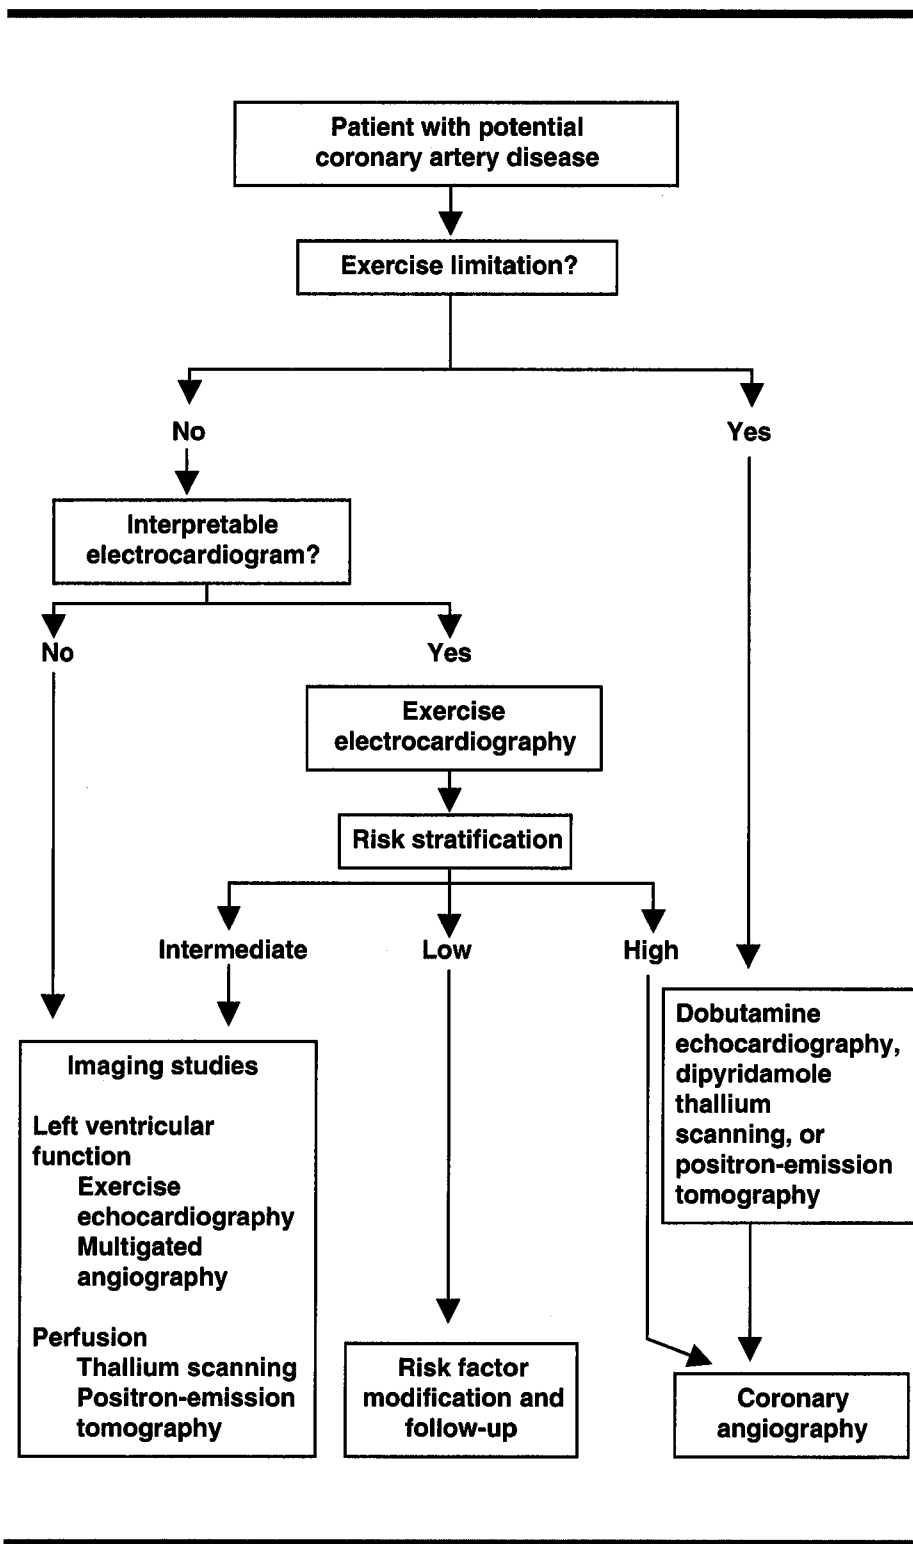 Patient with potential
coronary artery disease
Exercise limitation?
No
Yes
Interpretable
electrocardiogram?
No
Yes
Exercise
electrocardiography
Risk stratification
Intermediate
Low
High
Imaging studies
Left ventricular
function
Exercise
echocardiography
Multigated
angiography
Perfusion
Thallium scanning
Positron-emission
tomography
Risk factor
modification and
follow-up
Dobutamine
echocardiography,
dipyridamole
thallium
scanning, or
positron-emission
tomography
Coronary
angiography